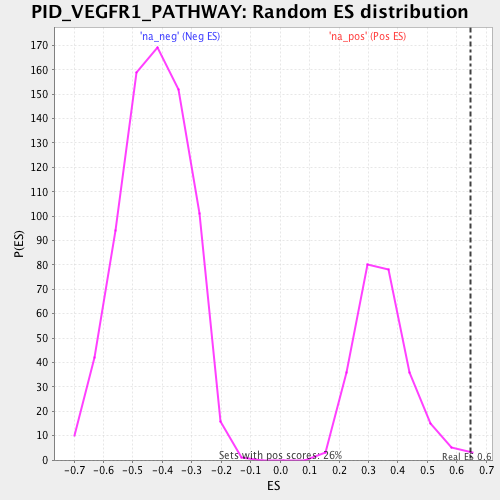 PID_VEGFR1_PATHWAY: Random ES distribution
'na_neg' (Neg ES) 'na_pos' (Pos ES)
170
160
150
140
130
120
110
100
90
80
70
60
50
40
30
20
10
0
P(ES)
Sets with pos scores: 26%
Real ES 0.6
-0.7 -0.6 -0.5 -0.4 -0.3 -0.2 -0.1 0.0 0.1 0.2 0.3 0.4 0.5 0.6 0.7
ES